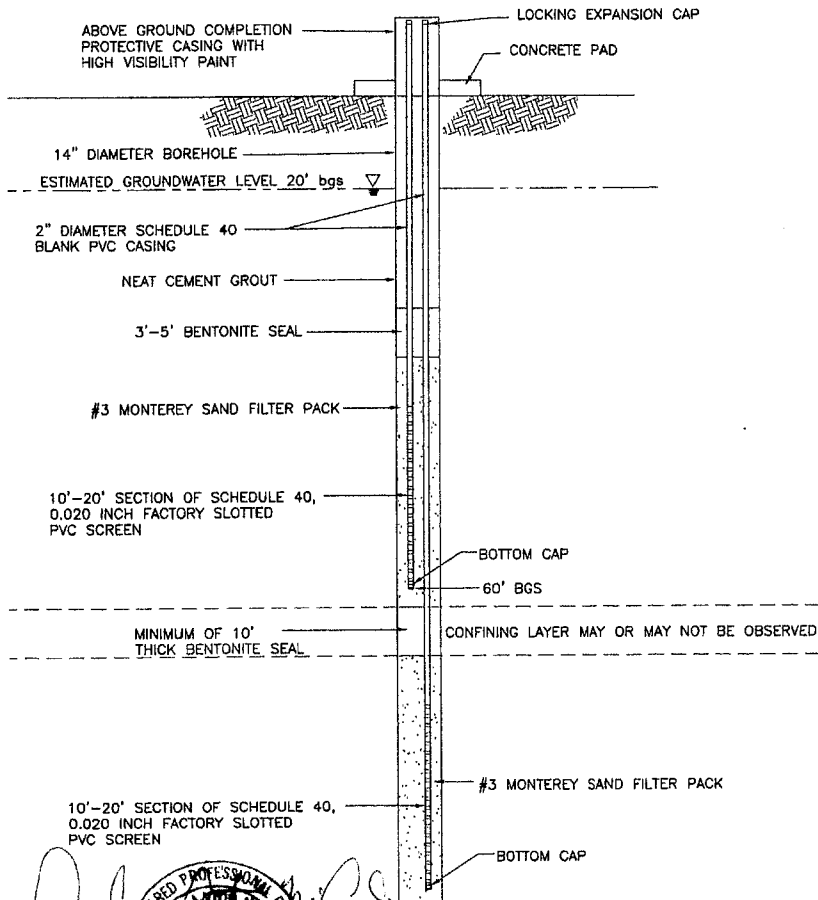 LOCKING EXPANSION CAP
ABOVE GROUND COMPLETION
PROTECTIVE CASING WITH
HIGH VISIBILITY PAINT
CONCRETE PAD
14" DIAMETER BOREHOLE
ESTIMATED GROUNDWATER LEVEL 20' bgs
2" DIAMETER SCHEDULE 40
BLANK PVC CASING
NEAT CEMENT GROUT
3'-5' BENTONITE SEAL
#3 MONTEREY SAND FILTER PACK
10'-20' SECTION OF SCHEDULE 40,
0.020 INCH FACTORY SLOTTED
PVC SCREEN
BOTTOM CAP
60' BGS
MINIMUM OF 10'
THICK BENTONITE SEAL
CONFINING LAYER MAY OR MAY NOT BE OBSERVED
#3 MONTEREY SAND FILTER PACK
10'-20' SECTION OF SCHEDULE 40,
0.020 INCH FACTORY SLOTTED
PVC SCREEN
BOTTOM CAP
PROFESSIONAL